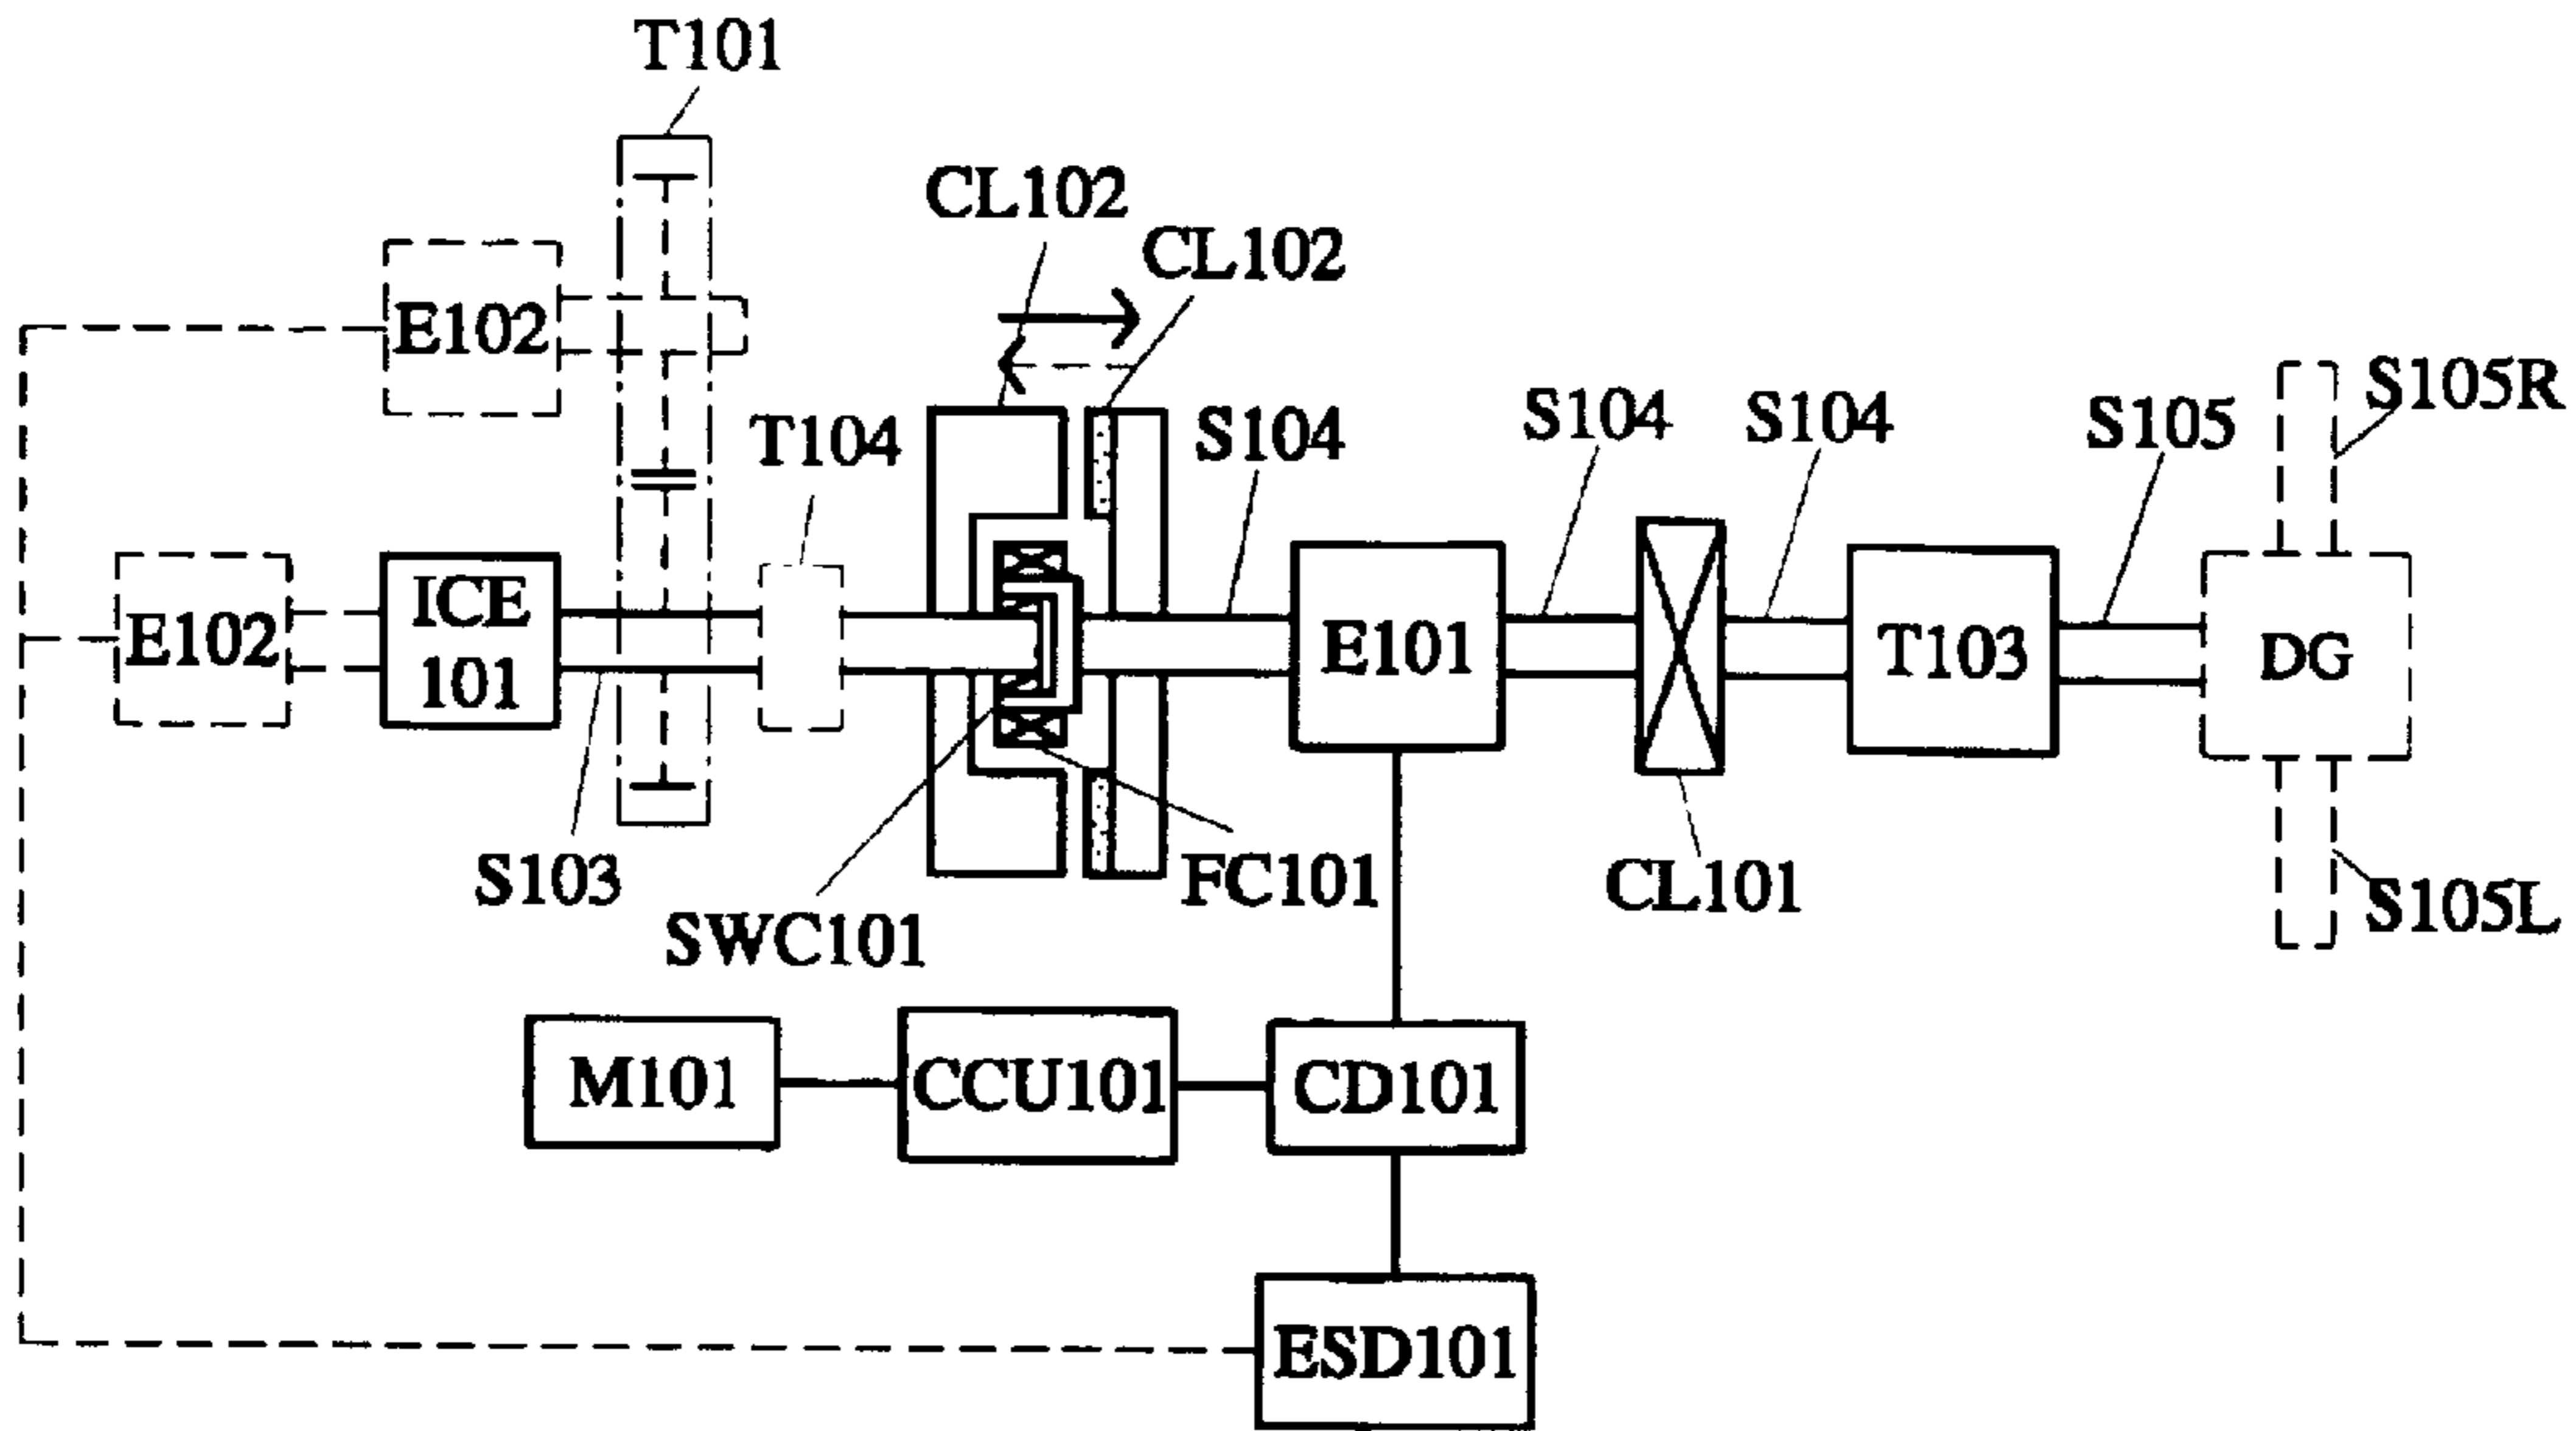 T101
CL102
CL102
E102
T104
S104
S104
S104
S105
S105R
E102
ICE
101
E101
T103
DG
S103
SWC101
FC101
CL101
S105L
M101
CCU101
CD101
ESD101